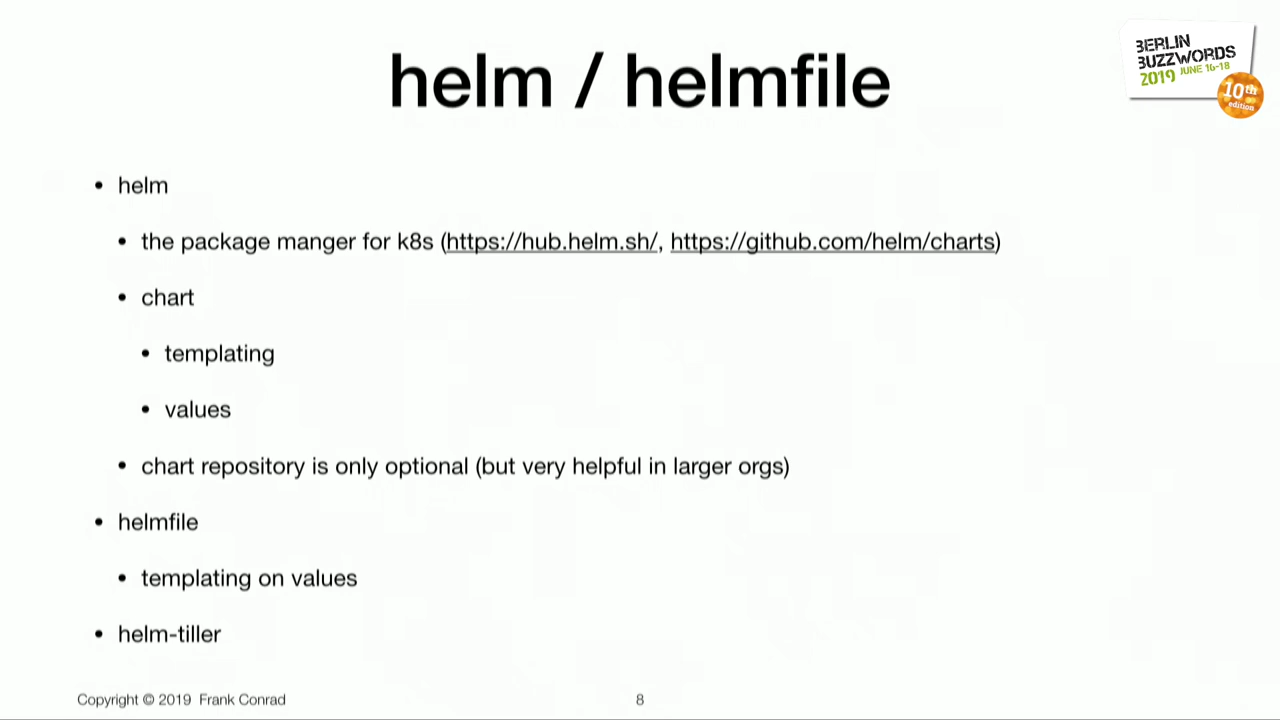 helm / helmfile
BERLIN
BUZZWORDS
2019 JUNE 16-18
10th
edition
• helm
• the package manger for k8s (https://hub.helm.sh/, https://github.com/helm/charts)
• chart
• templating
• values
• chart repository is only optional (but very helpful in larger orgs)
• helmfile
• templating on values
• helm-tiller
Copyright © 2019 Frank Conrad
8